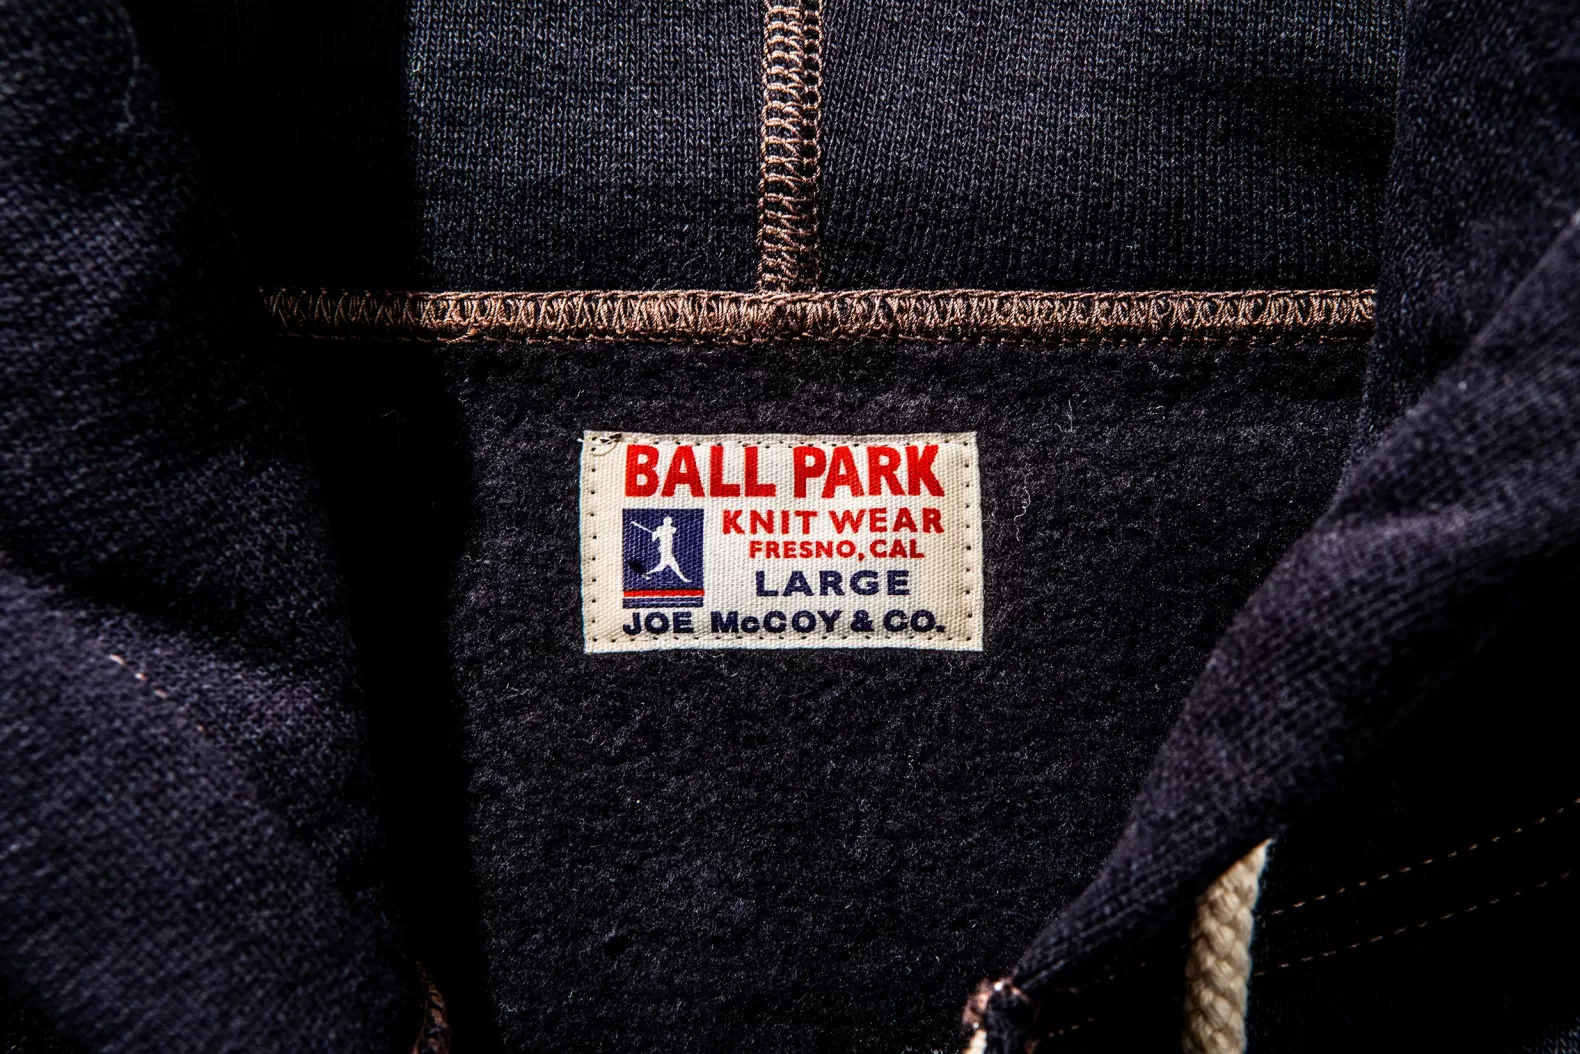 BALL PARK
KNIT WEAR
FRESNO, CAL
LARGE
JOE McCOY & CO.